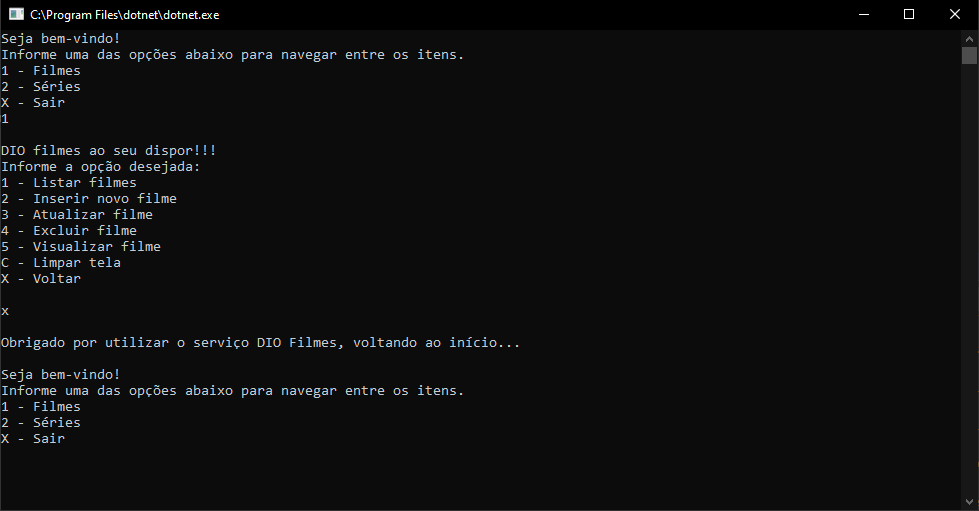 C:\Program Files\dotnet\dotnet.exe
Seja bem-vindo!
Informe uma das opções abaixo para navegar entre os itens.
1 - Filmes
2 - Séries
X - Sair
1
DIO filmes ao seu dispor!!!
Informe a opção desejada:
1 - Listar filmes
2 - Inserir novo filme
3 - Atualizar filme
4 - Excluir filme
5 - Visualizar filme
C - Limpar tela
X - Voltar
x
Obrigado por utilizar o serviço DIO Filmes, voltando ao início...
Seja bem-vindo!
Informe uma das opções abaixo para navegar entre os itens.
1 - Filmes
2 - Séries
X - Sair